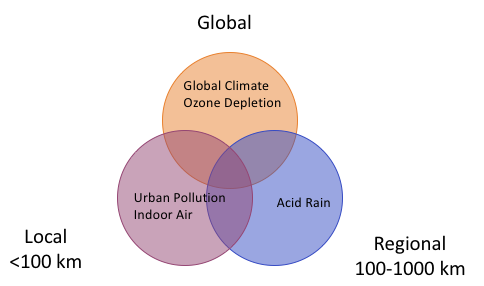 Global
Global Climate
Ozone Depletion
Urban Pollution
Indoor Air
Acid Rain
Local
<100 km
Regional
100-1000 km